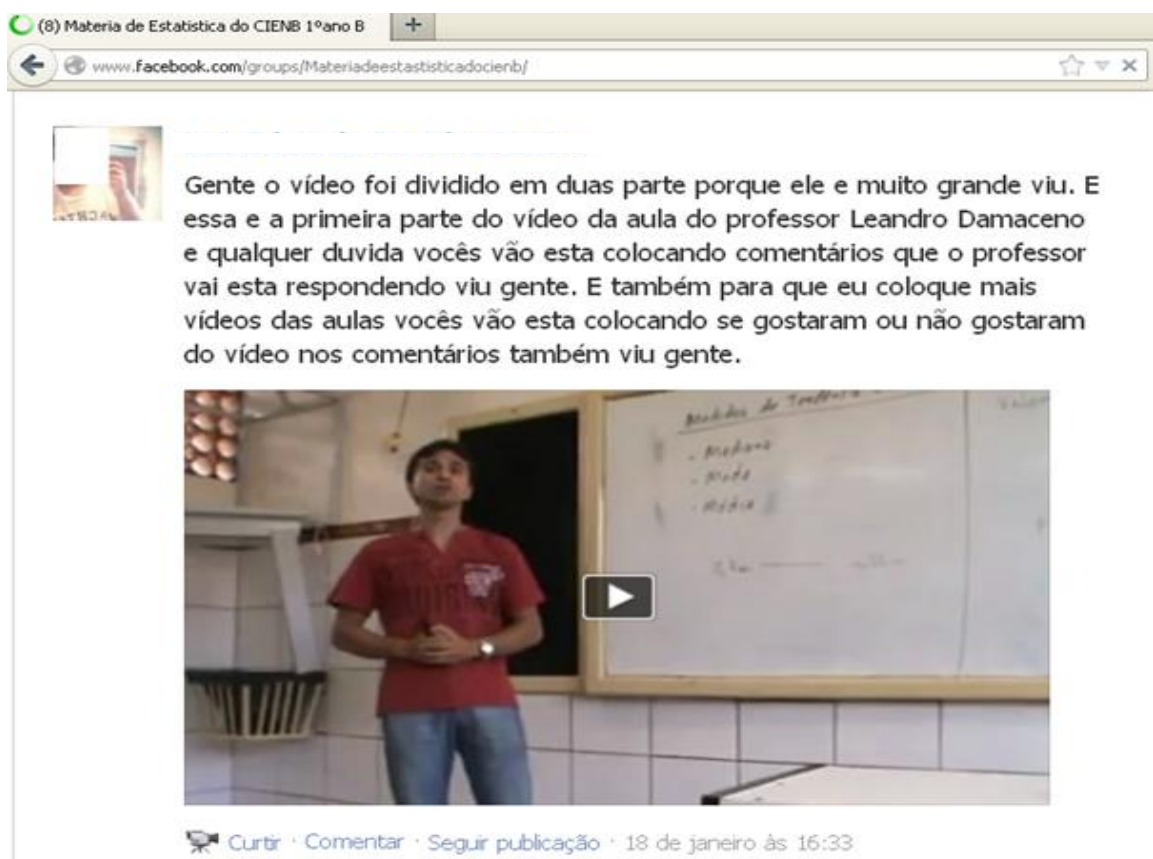 (8) Materia de Estatistica do CIENB 1ºano B
www.facebook.com/groups/Materiadeestastisticadocienb/
Gente o vídeo foi dividido em duas parte porque ele e muito grande viu. E
essa e a primeira parte do vídeo da aula do professor Leandro Damaceno
e qualquer duvida vocês vão esta colocando comentários que o professor
vai esta respondendo viu gente. E também para que eu coloque mais
vídeos das aulas vocês vão esta colocando se gostaram ou não gostaram
do vídeo nos comentários também viu gente.
Medidas de Tendência
- Mediana
- Moda
- Média
Curtir · Comentar · Seguir publicação · 18 de janeiro às 16:33